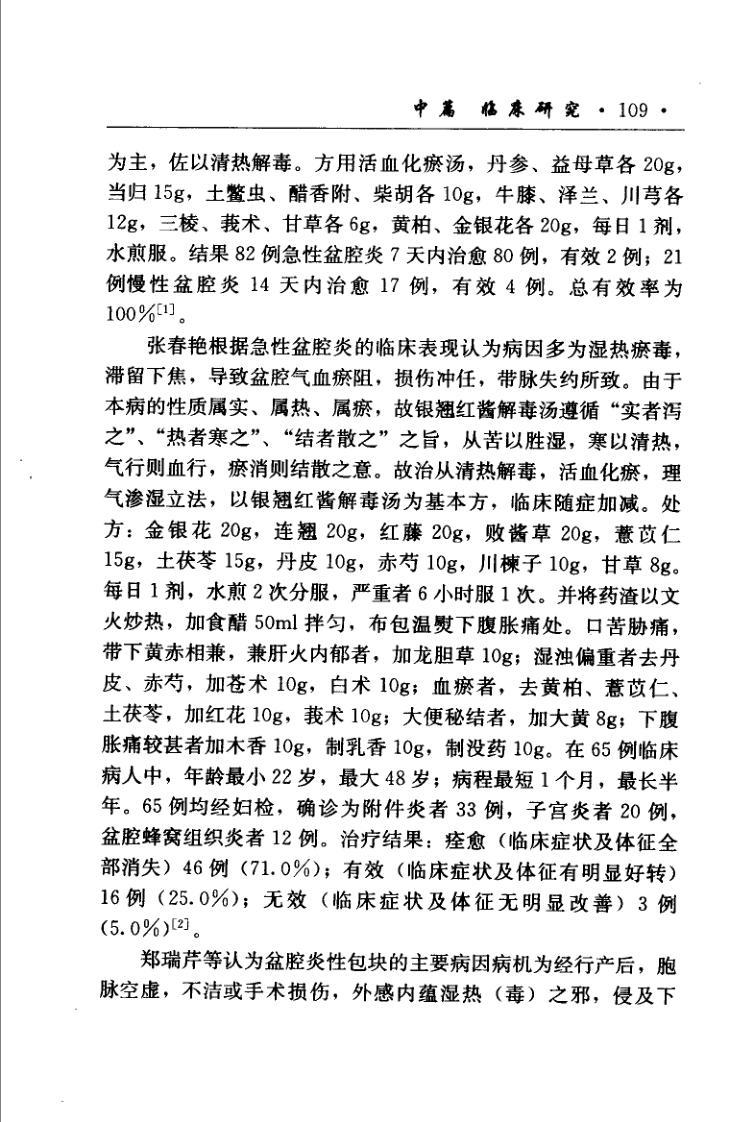 中篇 临床研究 · 109 ·
为主，佐以清热解毒。方用活血化瘀汤，丹参、益母草各 20g，
当归 15g，土鳖虫、醋香附、柴胡各 10g，牛膝、泽兰、川芎各
12g，三棱、莪术、甘草各 6g，黄柏、金银花各 20g，每日 1 剂，
水煎服。结果 82 例急性盆腔炎 7 天内治愈 80 例，有效 2 例；21
例慢性盆腔炎 14 天内治愈 17 例，有效 4 例。总有效率为
100%[1]。
张春艳根据急性盆腔炎的临床表现认为病因多为湿热瘀毒，
滞留下焦，导致盆腔气血瘀阻，损伤冲任，带脉失约所致。由于
本病的性质属实、属热、属瘀，故银翘红酱解毒汤遵循“实者泻
之”、“热者寒之”、“结者散之”之旨，从苦以胜湿，寒以清热，
气行则血行，瘀消则结散之意。故治从清热解毒，活血化瘀，理
气渗湿立法，以银翘红酱解毒汤为基本方，临床随症加减。处
方：金银花 20g，连翘 20g，红藤 20g，败酱草 20g，薏苡仁
15g，土茯苓 15g，丹皮 10g，赤芍 10g，川楝子 10g，甘草 8g。
每日 1 剂，水煎 2 次分服，严重者 6 小时服 1 次。并将药渣以文
火炒热，加食醋 50ml 拌匀，布包温熨下腹胀痛处。口苦胁痛，
带下黄赤相兼，兼肝火内郁者，加龙胆草 10g；湿浊偏重者去丹
皮、赤芍，加苍术 10g，白术 10g；血瘀者，去黄柏、薏苡仁、
土茯苓，加红花 10g，莪术 10g；大便秘结者，加大黄 8g；下腹
胀痛较甚者加木香 10g，制乳香 10g，制没药 10g。在 65 例临床
病人中，年龄最小 22 岁，最大 48 岁；病程最短 1 个月，最长半
年。65 例均经妇检，确诊为附件炎者 33 例，子宫炎者 20 例，
盆腔蜂窝组织炎者 12 例。治疗结果：痊愈（临床症状及体征全
部消失）46 例（71.0%）；有效（临床症状及体征有明显好转）
16 例（25.0%）；无效（临床症状及体征无明显改善）3 例
(5.0%)[2]。
郑瑞芹等认为盆腔炎性包块的主要病因病机为经行产后，胞
脉空虚，不洁或手术损伤，外感内蕴湿热（毒）之邪，侵及下